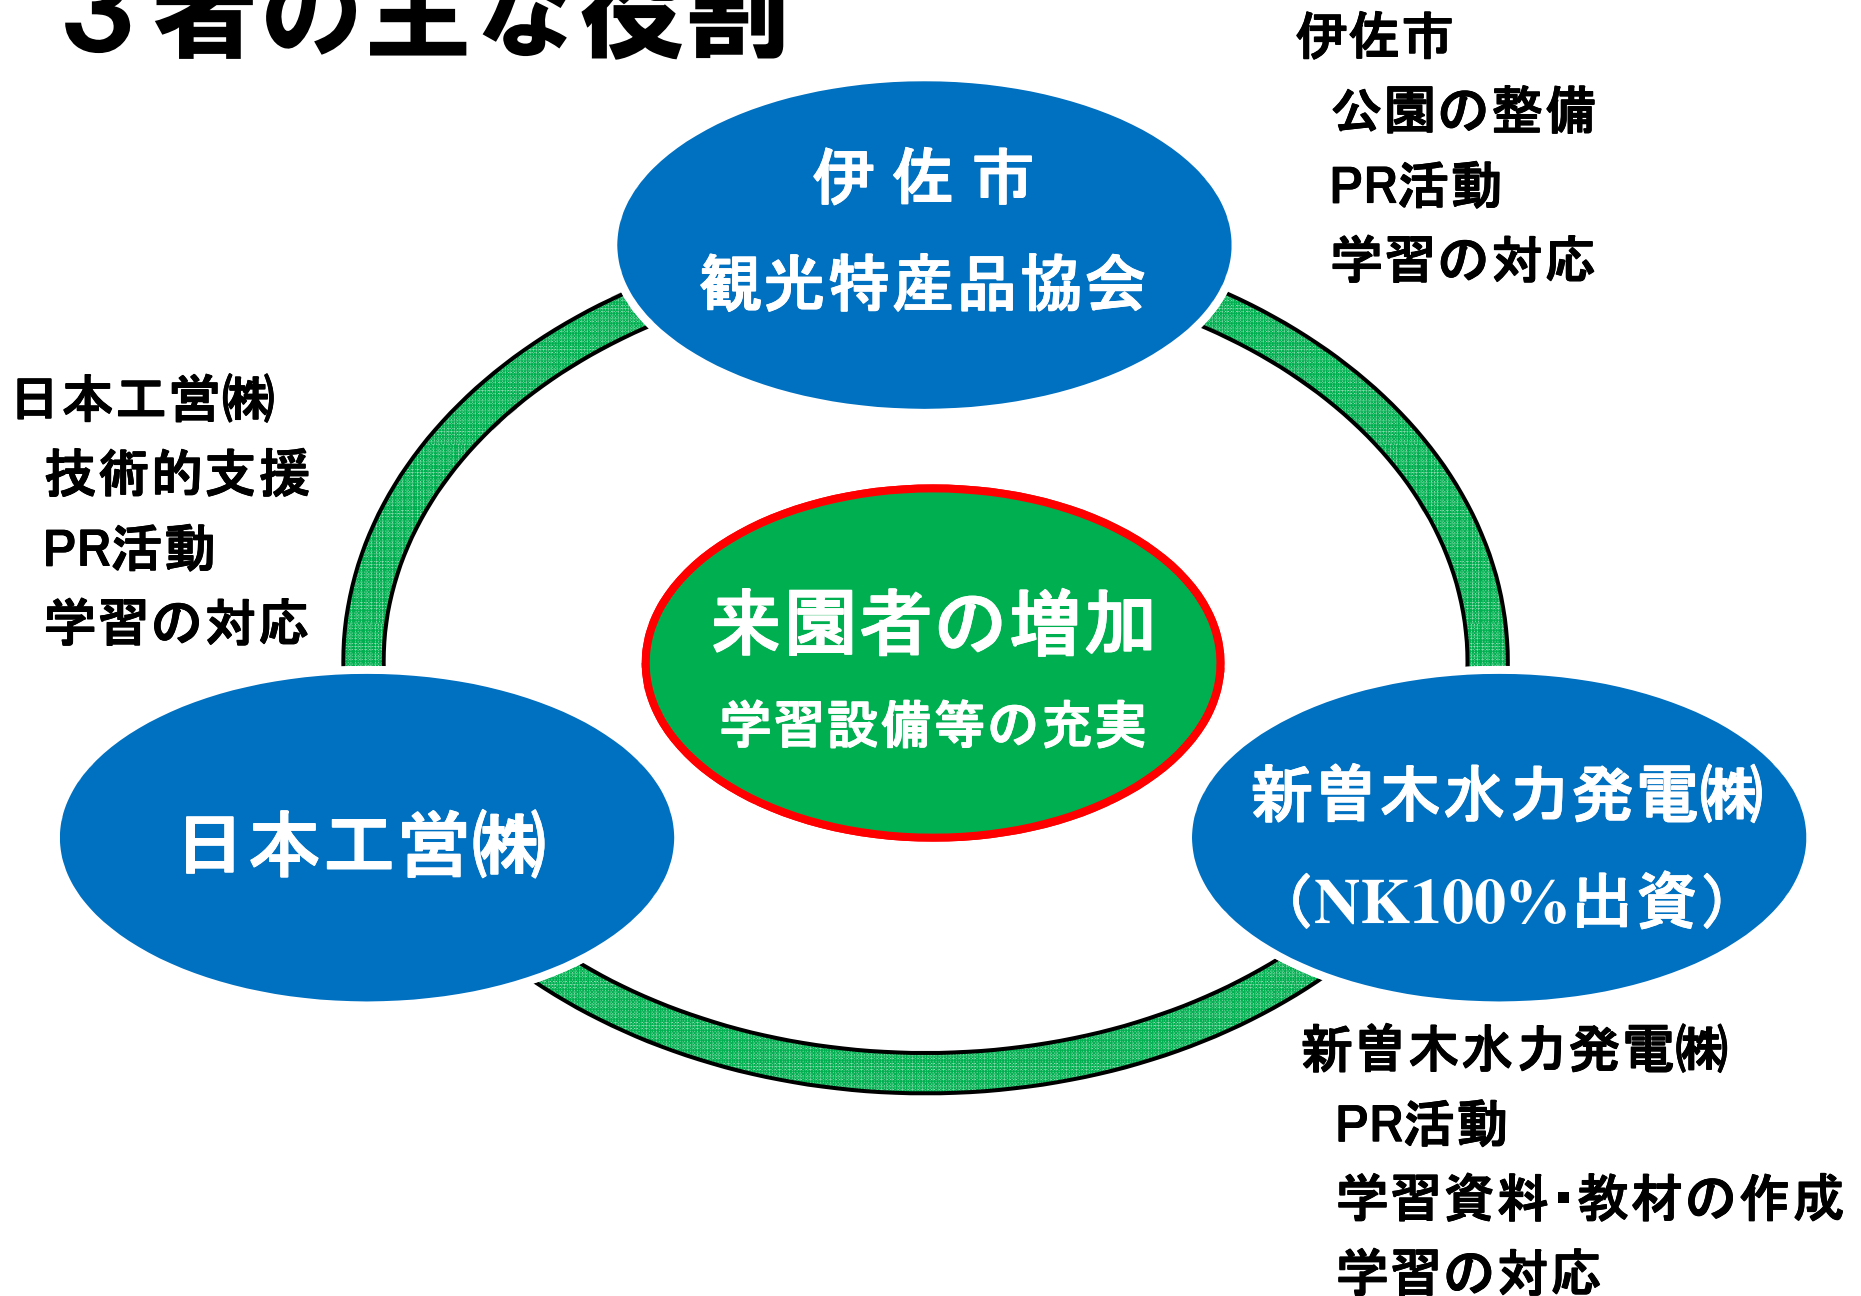 3者の主な役割
伊佐市
公園の整備
PR活動
学習の対応
伊佐市
観光特産品協会
日本工営㈱
技術的支援
PR活動
学習の対応
来園者の増加
学習設備等の充実
日本工営㈱
新曽木水力発電㈱
（NK100%出資）
新曽木水力発電㈱
PR活動
学習資料・教材の作成
学習の対応